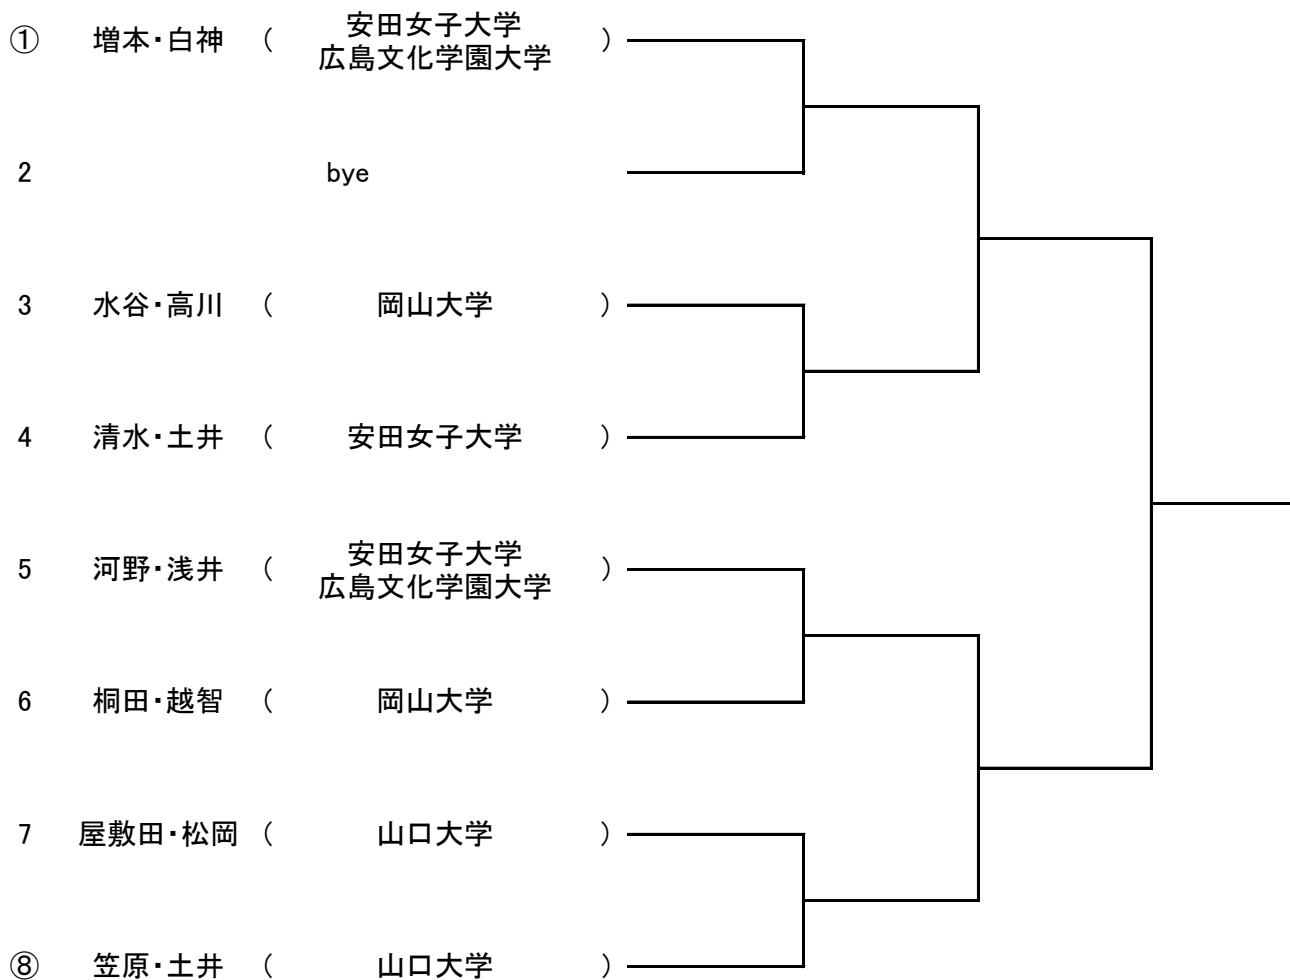 ① 増本・白神 ( 安田女子大学
広島文化学園大学 )
2 bye
3 水谷・高川 ( 岡山大学 )
4 清水・土井 ( 安田女子大学 )
5 河野・浅井 ( 安田女子大学
広島文化学園大学 )
6 桐田・越智 ( 岡山大学 )
7 屋敷田・松岡 ( 山口大学 )
⑧ 笠原・土井 ( 山口大学 )